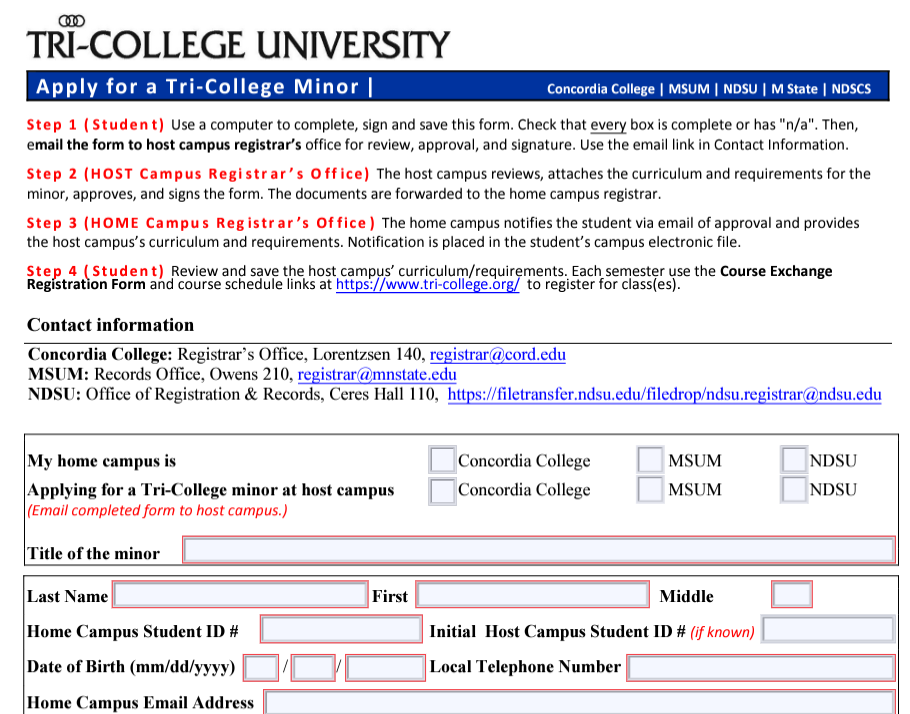 TRI-COLLEGE UNIVERSITY
Apply for a Tri-College Minor | Concordia College | MSUM | NDSU | M State | NDSCS
Step 1 (Student) Use a computer to complete, sign and save this form. Check that every box is complete or has "n/a". Then,
email the form to host campus registrar's office for review, approval, and signature. Use the email link in Contact Information.
Step 2 (HOST Campus Registrar's Office) The host campus reviews, attaches the curriculum and requirements for the
minor, approves, and signs the form. The documents are forwarded to the home campus registrar.
Step 3 (HOME Campus Registrar's Office) The home campus notifies the student via email of approval and provides
the host campus's curriculum and requirements. Notification is placed in the student's campus electronic file.
Step 4 (Student) Review and save the host campus' curriculum/requirements. Each semester use the Course Exchange
Registration Form and course schedule links at https://www.tri-college.org/ to register for class(es).
Contact information
Concordia College: Registrar's Office, Lorentzsen 140, registrar@cord.edu
MSUM: Records Office, Owens 210, registrar@mnstate.edu
NDSU: Office of Registration & Records, Ceres Hall 110, https://filetransfer.ndsu.edu/filedrop/ndsu.registrar@ndsu.edu
My home campus is Concordia College MSUM NDSU
Applying for a Tri-College minor at host campus Concordia College MSUM NDSU
(Email completed form to host campus.)
Title of the minor
Last Name First Middle
Home Campus Student ID # Initial Host Campus Student ID # (if known)
Date of Birth (mm/dd/yyyy) / / Local Telephone Number
Home Campus Email Address